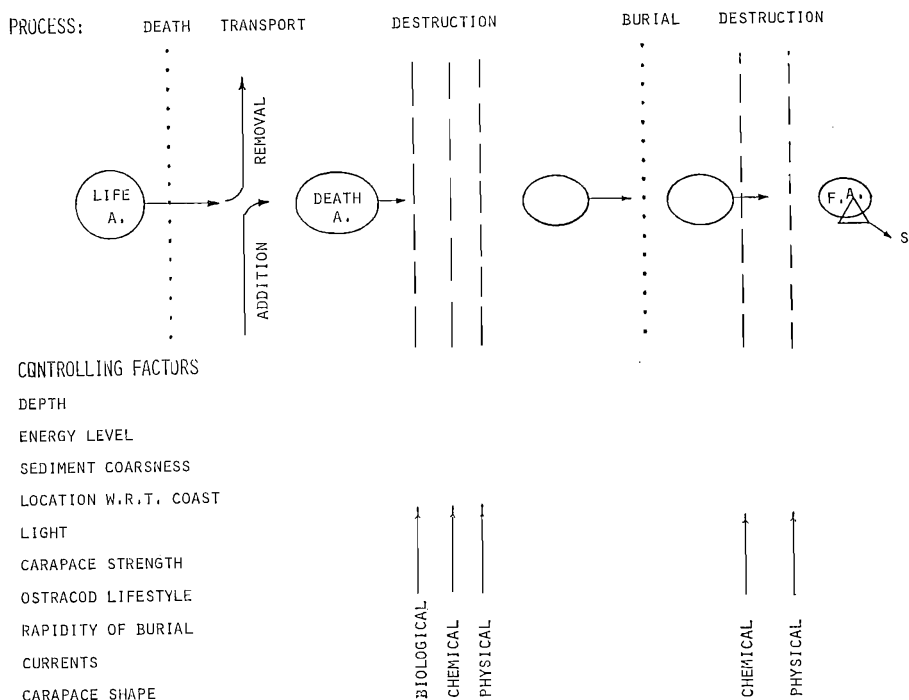 PROCESS: DEATH TRANSPORT DESTRUCTION BURIAL DESTRUCTION
REMOVAL
LIFE A.
DEATH A.
F.A.
S
ADDITION
CONTROLLING FACTORS
DEPTH
ENERGY LEVEL
SEDIMENT COARSNESS
LOCATION W.R.T. COAST
LIGHT
CARAPACE STRENGTH
OSTRACOD LIFESTYLE
RAPIDITY OF BURIAL
CURRENTS
CARAPACE SHAPE
BIOLOGICAL
CHEMICAL
PHYSICAL
CHEMICAL
PHYSICAL